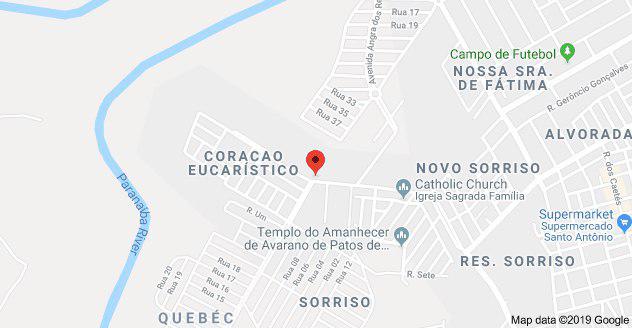 Rua 17
Rua 19
Avenida Angra dos Re
Campo de Futebol
NOSSA SRA.
DE FÁTIMA
R. Gerôncio Gonçalves
Rua 33
Rua 35
Rua 37
ALVORADA
CORACAO
EUCARÍSTICO
NOVO SORRISO
Catholic Church
Igreja Sagrada Família
R. dos Caetés
Paranaíba River
R. Um
Templo do Amanhecer
de Avarano de Patos de...
Supermarket
Supermercado
Santo Antônio
Rua 20
Rua 19
Rua 18
Rua 16
Rua 17
Rua 08
Rua 06
Rua 04
Rua 02
Rua 12
R. Sete
RES. SORRISO
SORRISO
QUEBÉC
Map data ©2019 Google